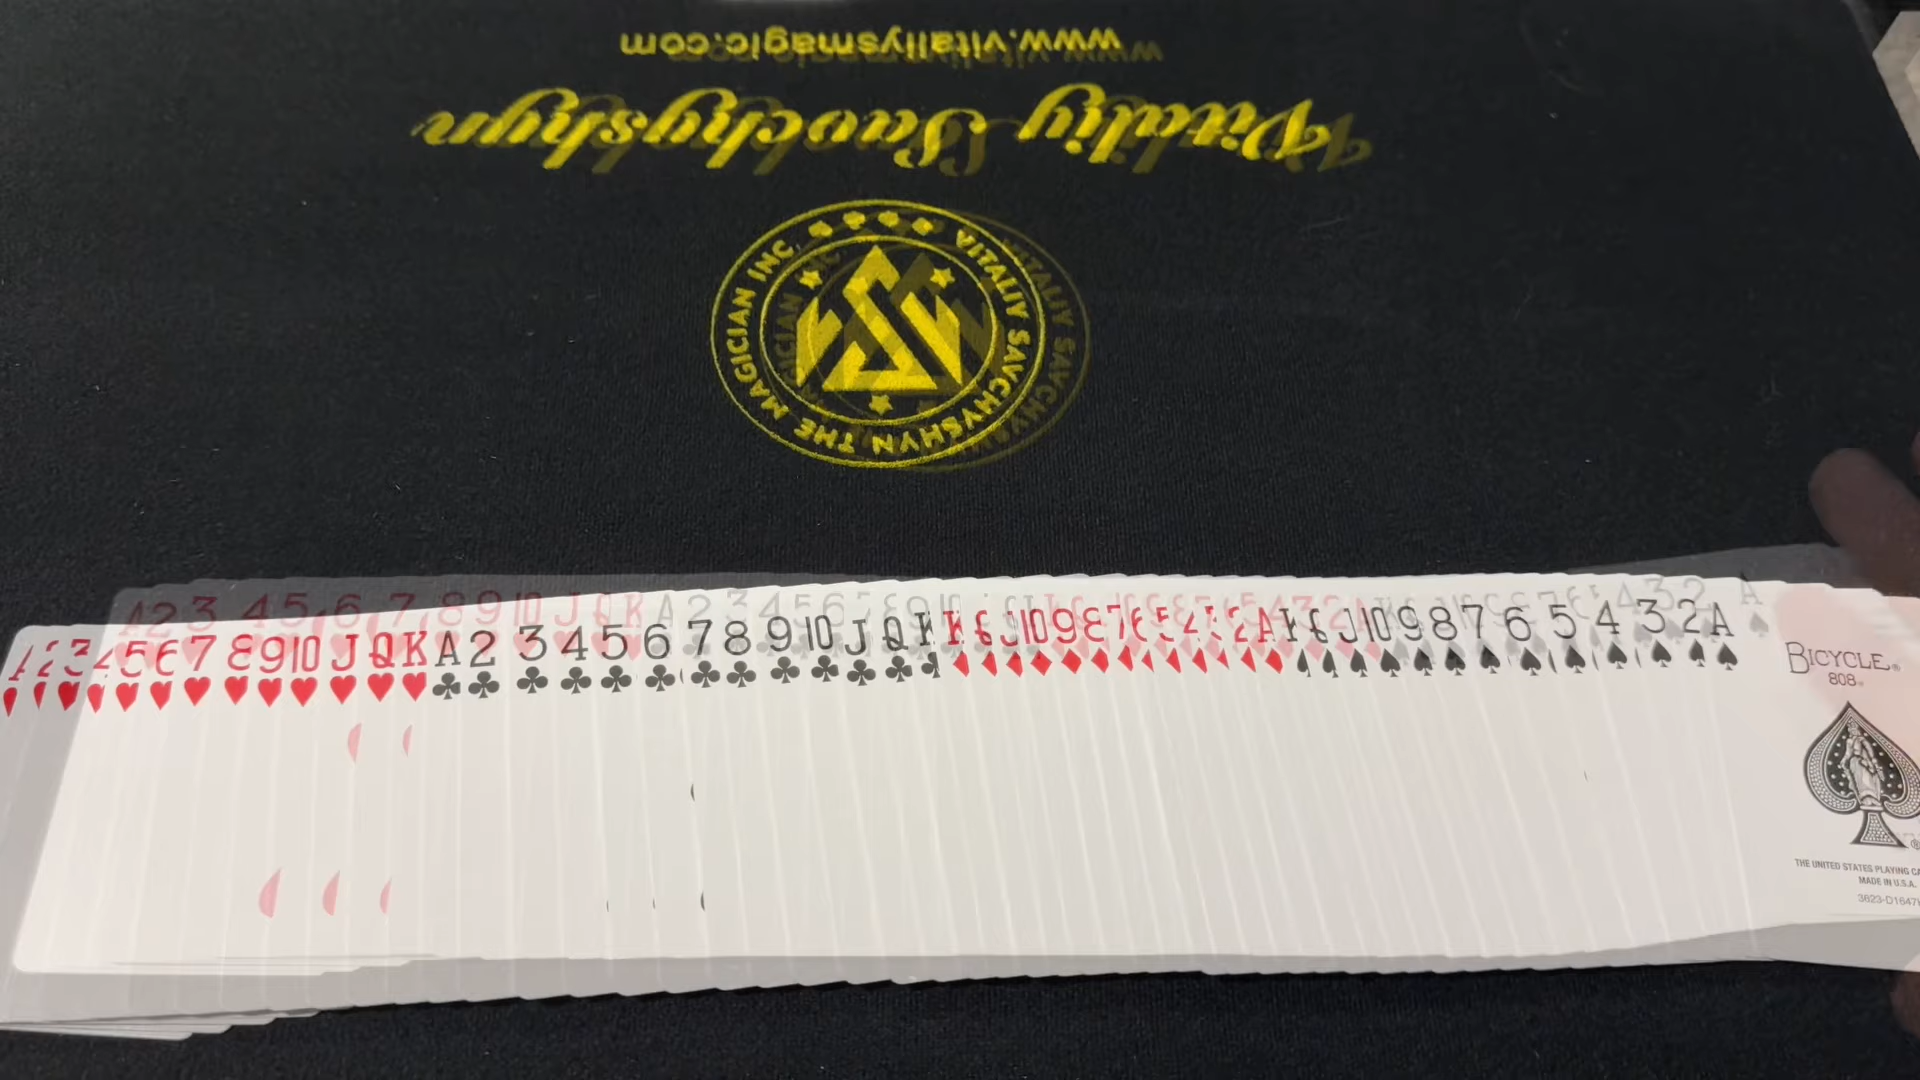 www.vitaliysmagic.com
Vitaliy Savchyshyn
VITALIY SAVCHYSHYN THE MAGICIAN INC.
A 2 3 4 5 6 7 8 9 10 J Q K A 2 3 4 5 6 7 8 9 10 J Q K K Q J 10 9 8 7 6 5 4 3 2 A K Q J 10 9 8 7 6 5 4 3 2 A
BICYCLE®
808®
THE UNITED STATES PLAYING
MADE IN U.S.A.